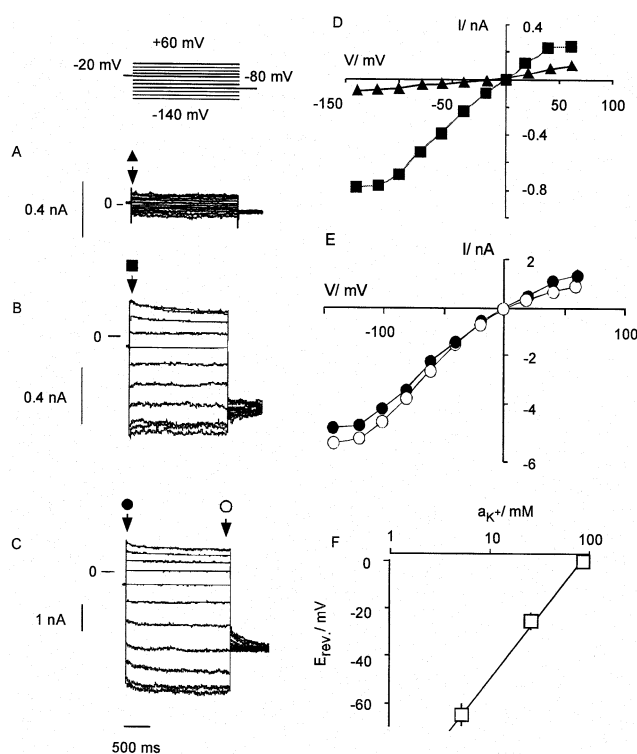 +60 mV
-20 mV
-80 mV
-140 mV
A
0.4 nA
0
B
0
0.4 nA
C
0
1 nA
500 ms
D
I/ nA
0.4
V/ mV
-150
-50
50
100
-0.4
-0.8
E
I/ nA
2
V/ mV
-100
100
-2
-4
-6
aK+/ mM
1
10
100
F
0
-20
-40
-60
Erev./ mV